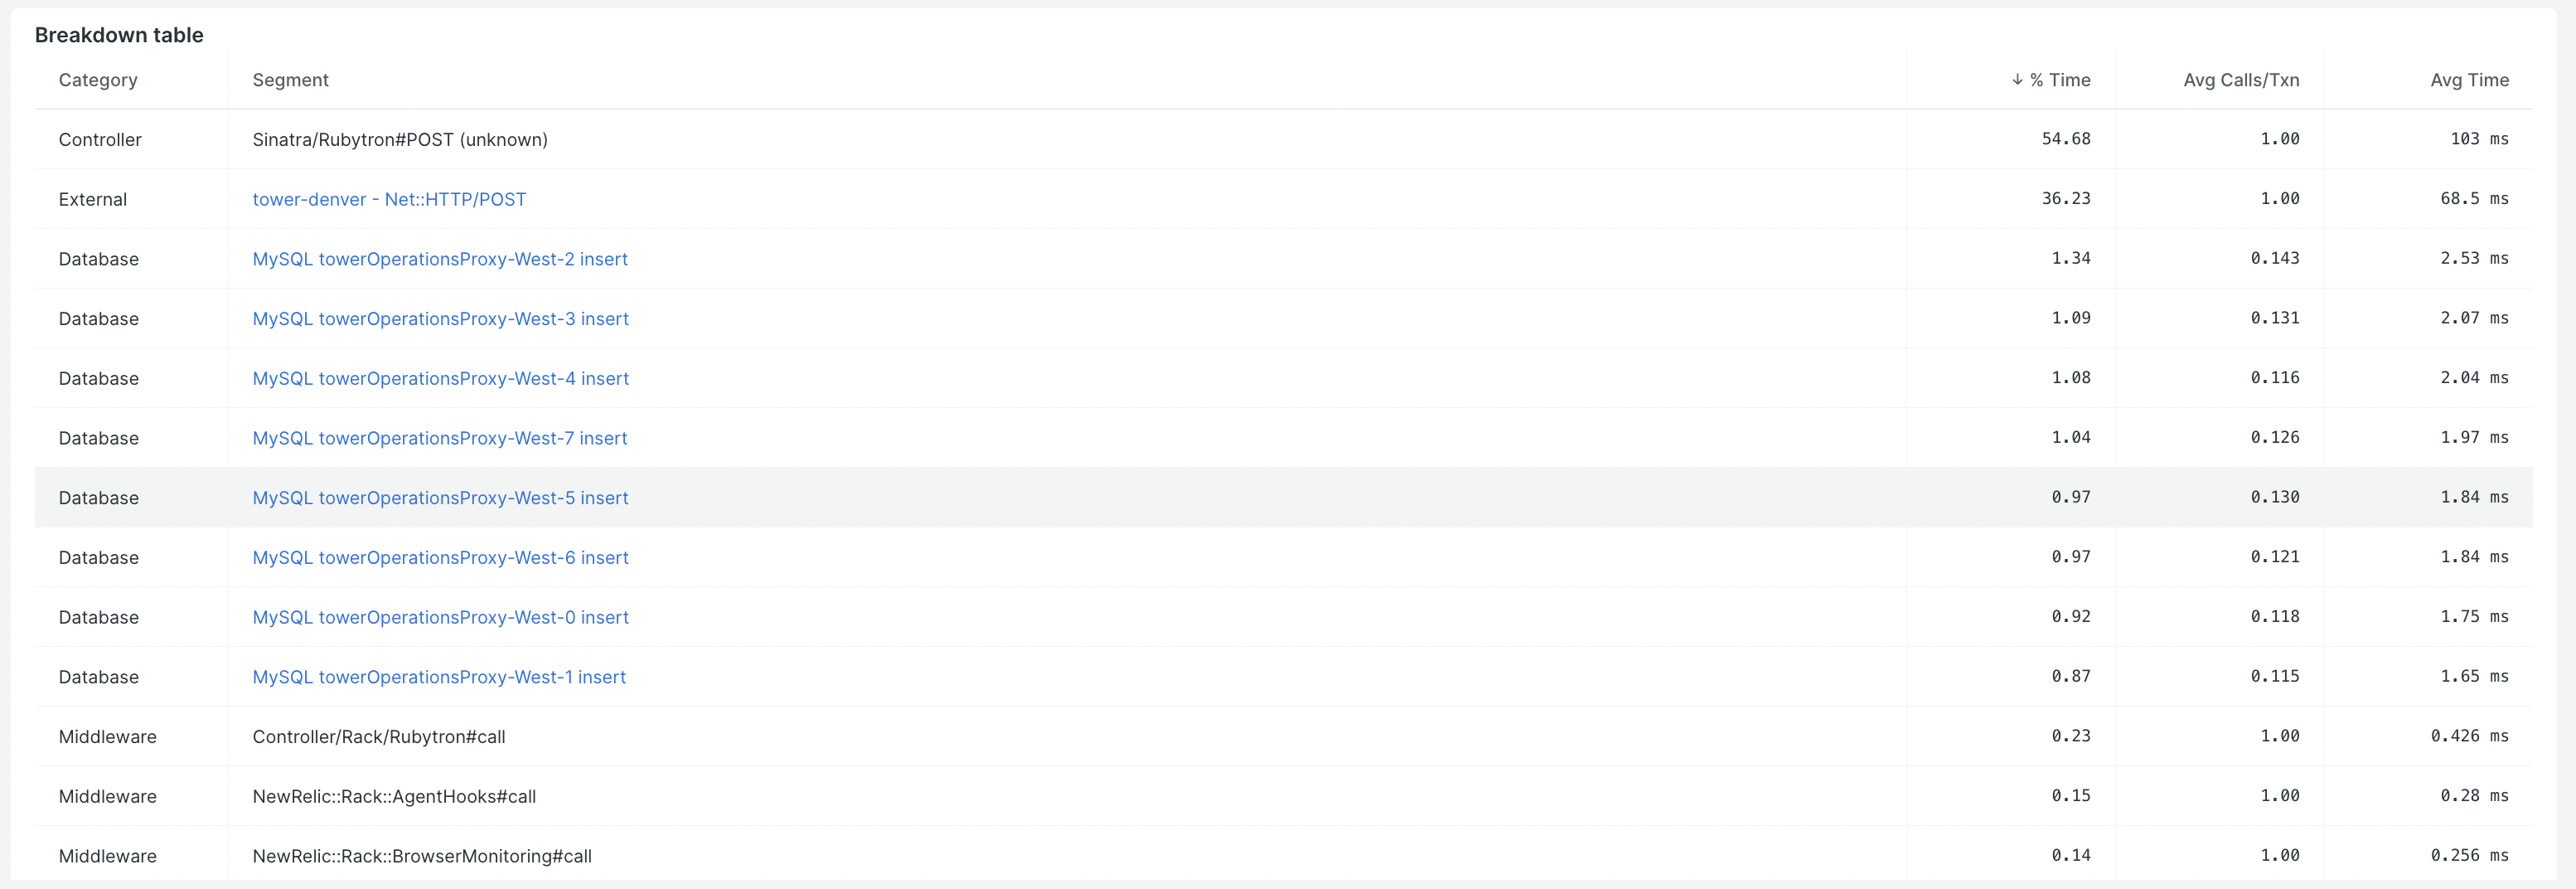 Breakdown table
Category Segment ↓ % Time Avg Calls/Txn Avg Time
Controller Sinatra/Rubytron#POST (unknown) 54.68 1.00 103 ms
External tower-denver - Net::HTTP/POST 36.23 1.00 68.5 ms
Database MySQL towerOperationsProxy-West-2 insert 1.34 0.143 2.53 ms
Database MySQL towerOperationsProxy-West-3 insert 1.09 0.131 2.07 ms
Database MySQL towerOperationsProxy-West-4 insert 1.08 0.116 2.04 ms
Database MySQL towerOperationsProxy-West-7 insert 1.04 0.126 1.97 ms
Database MySQL towerOperationsProxy-West-5 insert 0.97 0.130 1.84 ms
Database MySQL towerOperationsProxy-West-6 insert 0.97 0.121 1.84 ms
Database MySQL towerOperationsProxy-West-0 insert 0.92 0.118 1.75 ms
Database MySQL towerOperationsProxy-West-1 insert 0.87 0.115 1.65 ms
Middleware Controller/Rack/Rubytron#call 0.23 1.00 0.426 ms
Middleware NewRelic::Rack::AgentHooks#call 0.15 1.00 0.28 ms
Middleware NewRelic::Rack::BrowserMonitoring#call 0.14 1.00 0.256 ms